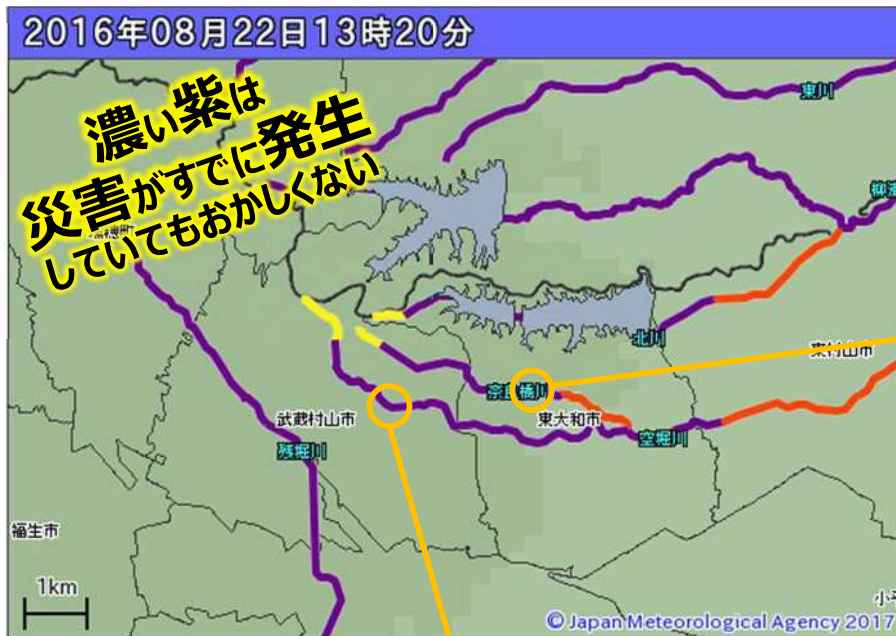 2016年08月22日13時20分
濃い紫は
災害がすでに発生
していてもおかしくない
東川
北川
東村山市
奈良橋川
武蔵村山市
東大和市
空堀川
残堀川
福生市
1km
© Japan Meteorological Agency 2017